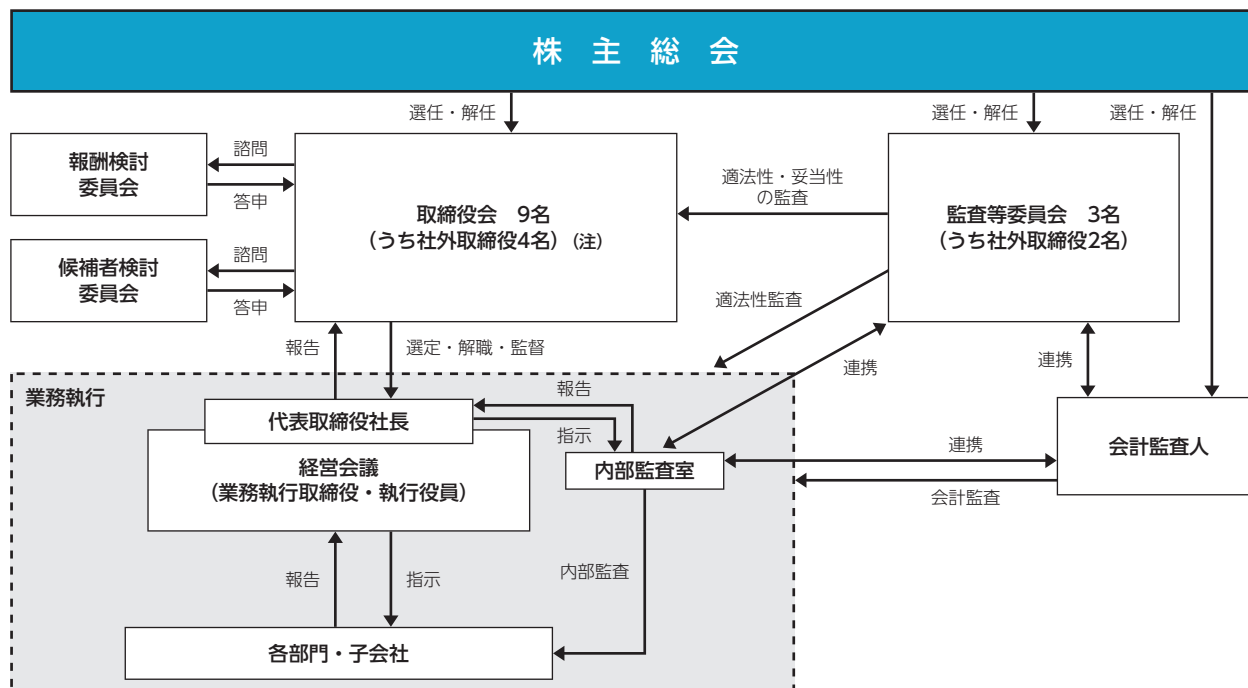 株主総会
選任・解任
選任・解任
選任・解任
報酬検討
委員会
諮問
答申
取締役会　9名
（うち社外取締役4名）（注）
適法性・妥当性
の監査
監査等委員会　3名
（うち社外取締役2名）
候補者検討
委員会
諮問
答申
適法性監査
報告
選定・解職・監督
連携
連携
業務執行
代表取締役社長
報告
指示
経営会議
（業務執行取締役・執行役員）
内部監査室
連携
会計監査
会計監査人
報告
指示
内部監査
各部門・子会社